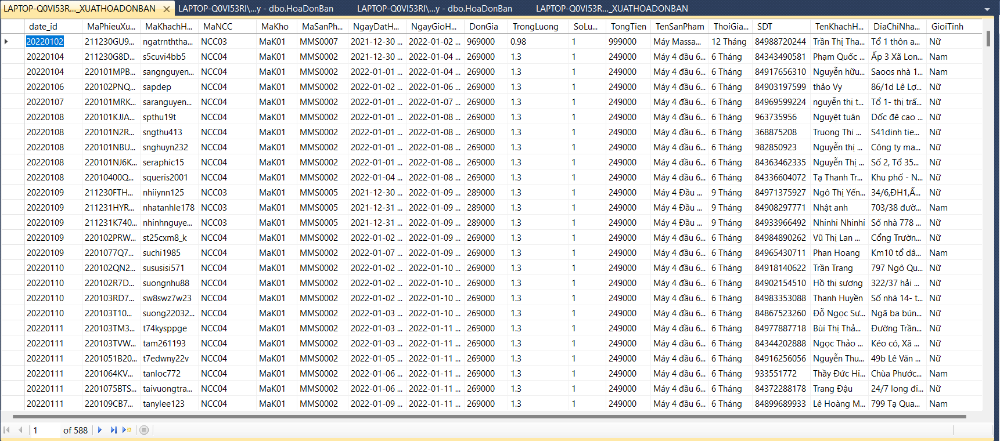 LAPTOP-Q0VI53R..._XUATHOADONBAN LAPTOP-Q0VI53RI\...y - dbo.HoaDonBan LAPTOP-Q0VI53RI\...y - dbo.HoaDonBan LAPTOP-Q0VI53R..._XUATHOADONBAN
date_id MaPhieuXu... MaKhachH... MaNCC MaKho MaSanPh... NgayDatH... NgayGioH... DonGia TrongLuong SoLu... TongTien TenSanPham ThoiGia... SDT TenKhachH... DiaChiNha... GioiTinh
20220102 211230GU9... ngatrnththa... NCC03 MaK01 MMS0007 2021-12-30 ... 2022-01-02 ... 969000 0.98 1 999000 Máy Massa... 12 Tháng 84988720244 Trần Thị Tha... Tổ 1 thôn a... Nữ
20220104 211230G8D... s5cuvi4bb5 NCC04 MaK01 MMS0002 2021-12-30 ... 2022-01-04 ... 269000 1.3 1 249000 Máy 4 đầu 6... 6 Tháng 84343490581 Phạm Quốc ... Ấp 3 Xã Lon... Nam
20220104 220101MPB... sangnguyen... NCC04 MaK01 MMS0002 2022-01-01 ... 2022-01-04 ... 269000 1.3 1 249000 Máy 4 đầu 6... 6 Tháng 84917656310 Nguyễn hữu... Saoos nhà 1... Nam
20220106 220102PNQ... sapdep NCC04 MaK01 MMS0002 2022-01-02 ... 2022-01-06 ... 269000 1.3 1 249000 Máy 4 đầu 6... 6 Tháng 84903197599 thảo Vy 86/1d Lê Lợ... Nữ
20220107 220101MRK... saranguyen... NCC04 MaK01 MMS0002 2022-01-01 ... 2022-01-07 ... 269000 1.3 1 249000 Máy 4 đầu 6... 6 Tháng 84969599224 nguyễn thị t... Tổ 1- thị trấ... Nữ
20220108 220101KJJA... spthu19t NCC04 MaK01 MMS0002 2022-01-01 ... 2022-01-08 ... 269000 1.3 1 249000 Máy 4 đầu 6... 6 Tháng 963735956 Nguyệt tuân Dốc đê cao ... Nữ
20220108 220101N2R... sngthu413 NCC04 MaK01 MMS0002 2022-01-01 ... 2022-01-08 ... 269000 1.3 1 249000 Máy 4 đầu 6... 6 Tháng 368875208 Truong Thi ... S41dinh tie... Nữ
20220108 220101NBU... snghuyn232 NCC04 MaK01 MMS0002 2022-01-01 ... 2022-01-08 ... 269000 1.3 1 249000 Máy 4 đầu 6... 6 Tháng 982850923 Nguyễn thị ... Công ty ma... Nữ
20220108 220101NJ6K... seraphic15 NCC04 MaK01 MMS0002 2022-01-01 ... 2022-01-08 ... 269000 1.3 1 249000 Máy 4 đầu 6... 6 Tháng 84363462335 Nguyễn Thị ... Số 2, Tổ 35... Nữ
20220108 22010400Q... squeris2001 NCC04 MaK01 MMS0002 2022-01-04 ... 2022-01-08 ... 269000 1.3 1 249000 Máy 4 đầu 6... 6 Tháng 84336604072 Tạ Thanh Tr... Khu phố - N... Nữ
20220109 211230FTH... nhiiynn125 NCC03 MaK01 MMS0005 2021-12-30 ... 2022-01-09 ... 289000 1.3 1 249000 Máy 4 Đầu ... 9 Tháng 84971375927 Ngô Thị Yến... 34/6,ĐH1,Ấ... Nữ
20220109 211231HYR... nhatanhle178 NCC03 MaK01 MMS0005 2021-12-31 ... 2022-01-09 ... 289000 1.3 1 249000 Máy 4 Đầu ... 9 Tháng 84908297771 Nhật anh 703/38 đườ... Nam
20220109 211231K740... nhinhnguye... NCC03 MaK01 MMS0005 2021-12-31 ... 2022-01-09 ... 289000 1.3 1 249000 Máy 4 Đầu ... 9 Tháng 84933966492 Nhinhi Nhinhi Số nhà 778 ... Nữ
20220109 220102PRW... st25cxm8_k NCC04 MaK01 MMS0002 2022-01-02 ... 2022-01-09 ... 269000 1.3 1 249000 Máy 4 đầu 6... 6 Tháng 84984890262 Vũ Thị Lan ... Cổng Trườn... Nữ
20220109 2201077Q7... suchi1985 NCC04 MaK01 MMS0002 2022-01-07 ... 2022-01-09 ... 269000 1.3 1 249000 Máy 4 đầu 6... 6 Tháng 84965430711 Phan Hoang Km10 tổ dâ... Nam
20220110 220102QN2... sususisi571 NCC04 MaK01 MMS0002 2022-01-02 ... 2022-01-10 ... 269000 1.3 1 249000 Máy 4 đầu 6... 6 Tháng 84918140622 Trần Trang 797 Ngô Qu... Nữ
20220110 220102R7D... suongnhu88 NCC04 MaK01 MMS0002 2022-01-02 ... 2022-01-10 ... 269000 1.3 1 249000 Máy 4 đầu 6... 6 Tháng 84902154510 Hồ thị sương 322/37 hải ... Nữ
20220110 220103RD7... sw8swz7w23 NCC04 MaK01 MMS0002 2022-01-03 ... 2022-01-10 ... 269000 1.3 1 249000 Máy 4 đầu 6... 6 Tháng 84983353088 Thanh Huyền Số nhà 14- t... Nữ
20220110 220103T10... suong22032... NCC04 MaK01 MMS0002 2022-01-03 ... 2022-01-10 ... 269000 1.3 1 249000 Máy 4 đầu 6... 6 Tháng 84867523260 Đỗ Ngọc Sư... Ngã ba bún... Nữ
20220111 220103TM3... t74kysppge NCC04 MaK01 MMS0002 2022-01-03 ... 2022-01-11 ... 269000 1.3 1 249000 Máy 4 đầu 6... 6 Tháng 84977887718 Bùi Thị Thả... Đường Trần... Nữ
20220111 220103TVW... tam261193 NCC04 MaK01 MMS0002 2022-01-03 ... 2022-01-11 ... 269000 1.3 1 249000 Máy 4 đầu 6... 6 Tháng 84344202888 Ngọc Thảo ... Kéo có, Xã ... Nữ
20220111 2201051B20... t7edwny22v NCC04 MaK01 MMS0002 2022-01-05 ... 2022-01-11 ... 269000 1.3 1 249000 Máy 4 đầu 6... 6 Tháng 84916256056 Nguyễn Thu... 49b Lê Văn ... Nữ
20220111 2201064KV... tanloc772 NCC04 MaK01 MMS0002 2022-01-06 ... 2022-01-11 ... 269000 1.3 1 249000 Máy 4 đầu 6... 6 Tháng 933551772 Thầy Đức Hi... Chùa Phước... Nam
20220111 2201075BTS... taivuongtra... NCC04 MaK01 MMS0002 2022-01-06 ... 2022-01-11 ... 269000 1.3 1 249000 Máy 4 đầu 6... 6 Tháng 84372288178 Trang Đậu 24/7 long đi... Nữ
20220111 220109CB7... tanylee123 NCC04 MaK01 MMS0002 2022-01-09 ... 2022-01-11 ... 269000 1.3 1 249000 Máy 4 đầu 6... 6 Tháng 84899689933 Lê Hoàng M... 799 Tạ Qua... Nam
1 of 588